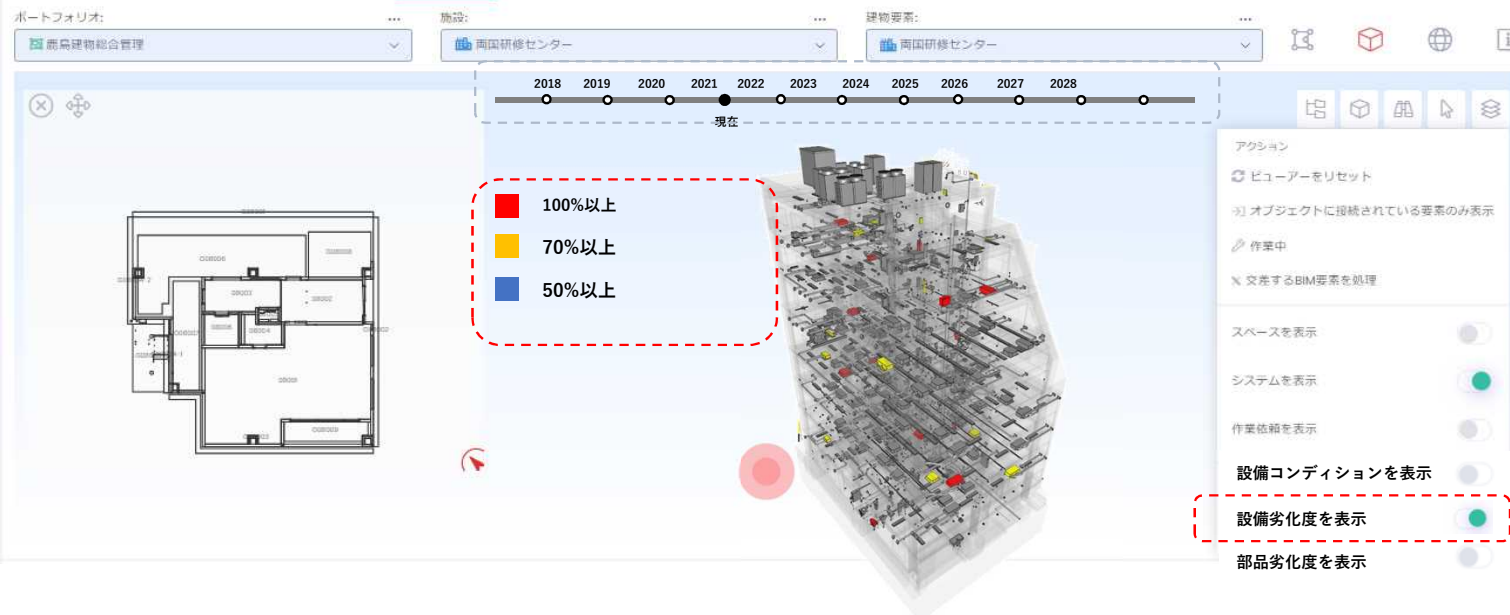 ポートフォリオ: ... 施設: ... 建物要素: ...
鹿島建物総合管理 両国研修センター 両国研修センター
2018 2019 2020 2021 2022 2023 2024 2025 2026 2027 2028
現在
100%以上
70%以上
50%以上
アクション
ビューアーをリセット
オブジェクトに接続されている要素のみ表示
作業中
交差するBIM要素を処理
スペースを表示
システムを表示
作業依頼を表示
設備コンディションを表示
設備劣化度を表示
部品劣化度を表示